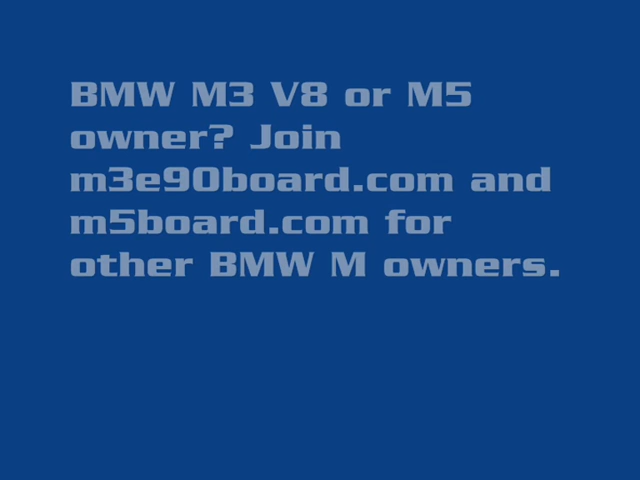 BMW M3 V8 or M5
owner? Join
m3e90board.com and
m5board.com for
other BMW M owners.